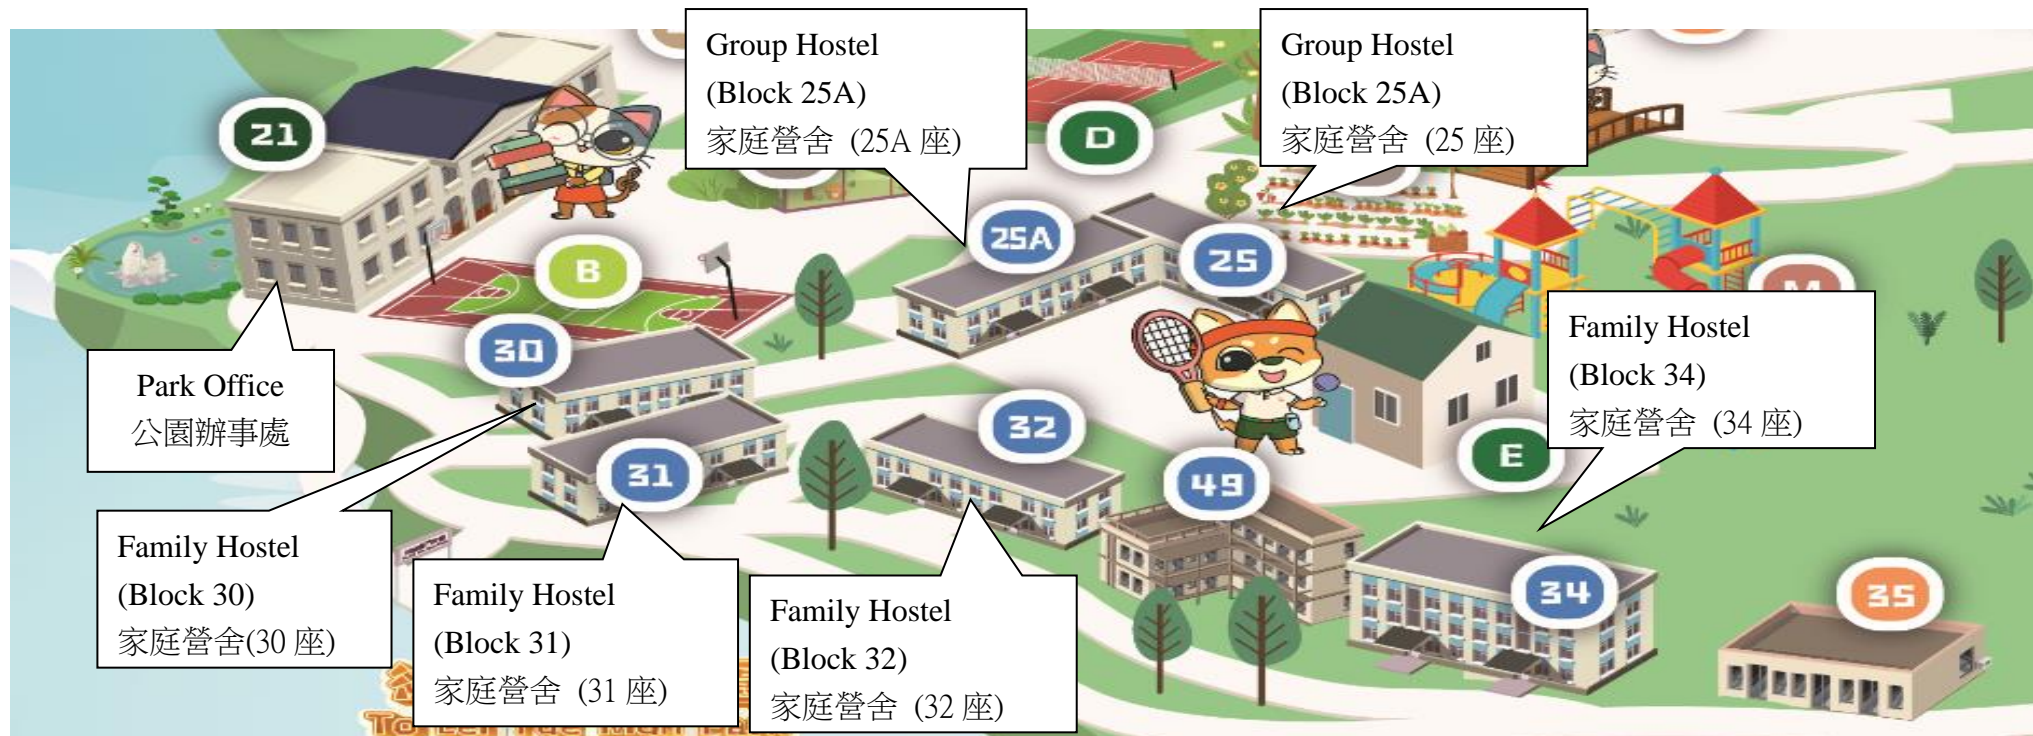 Group Hostel
(Block 25A)
家庭營舍 (25A 座)
Group Hostel
(Block 25A)
家庭營舍 (25 座)
21
D
25A
25
B
30
Park Office
公園辦事處
Family Hostel
(Block 34)
家庭營舍 (34 座)
32
31
49
E
Family Hostel
(Block 30)
家庭營舍(30 座)
Family Hostel
(Block 31)
家庭營舍 (31 座)
Family Hostel
(Block 32)
家庭營舍 (32 座)
34
35